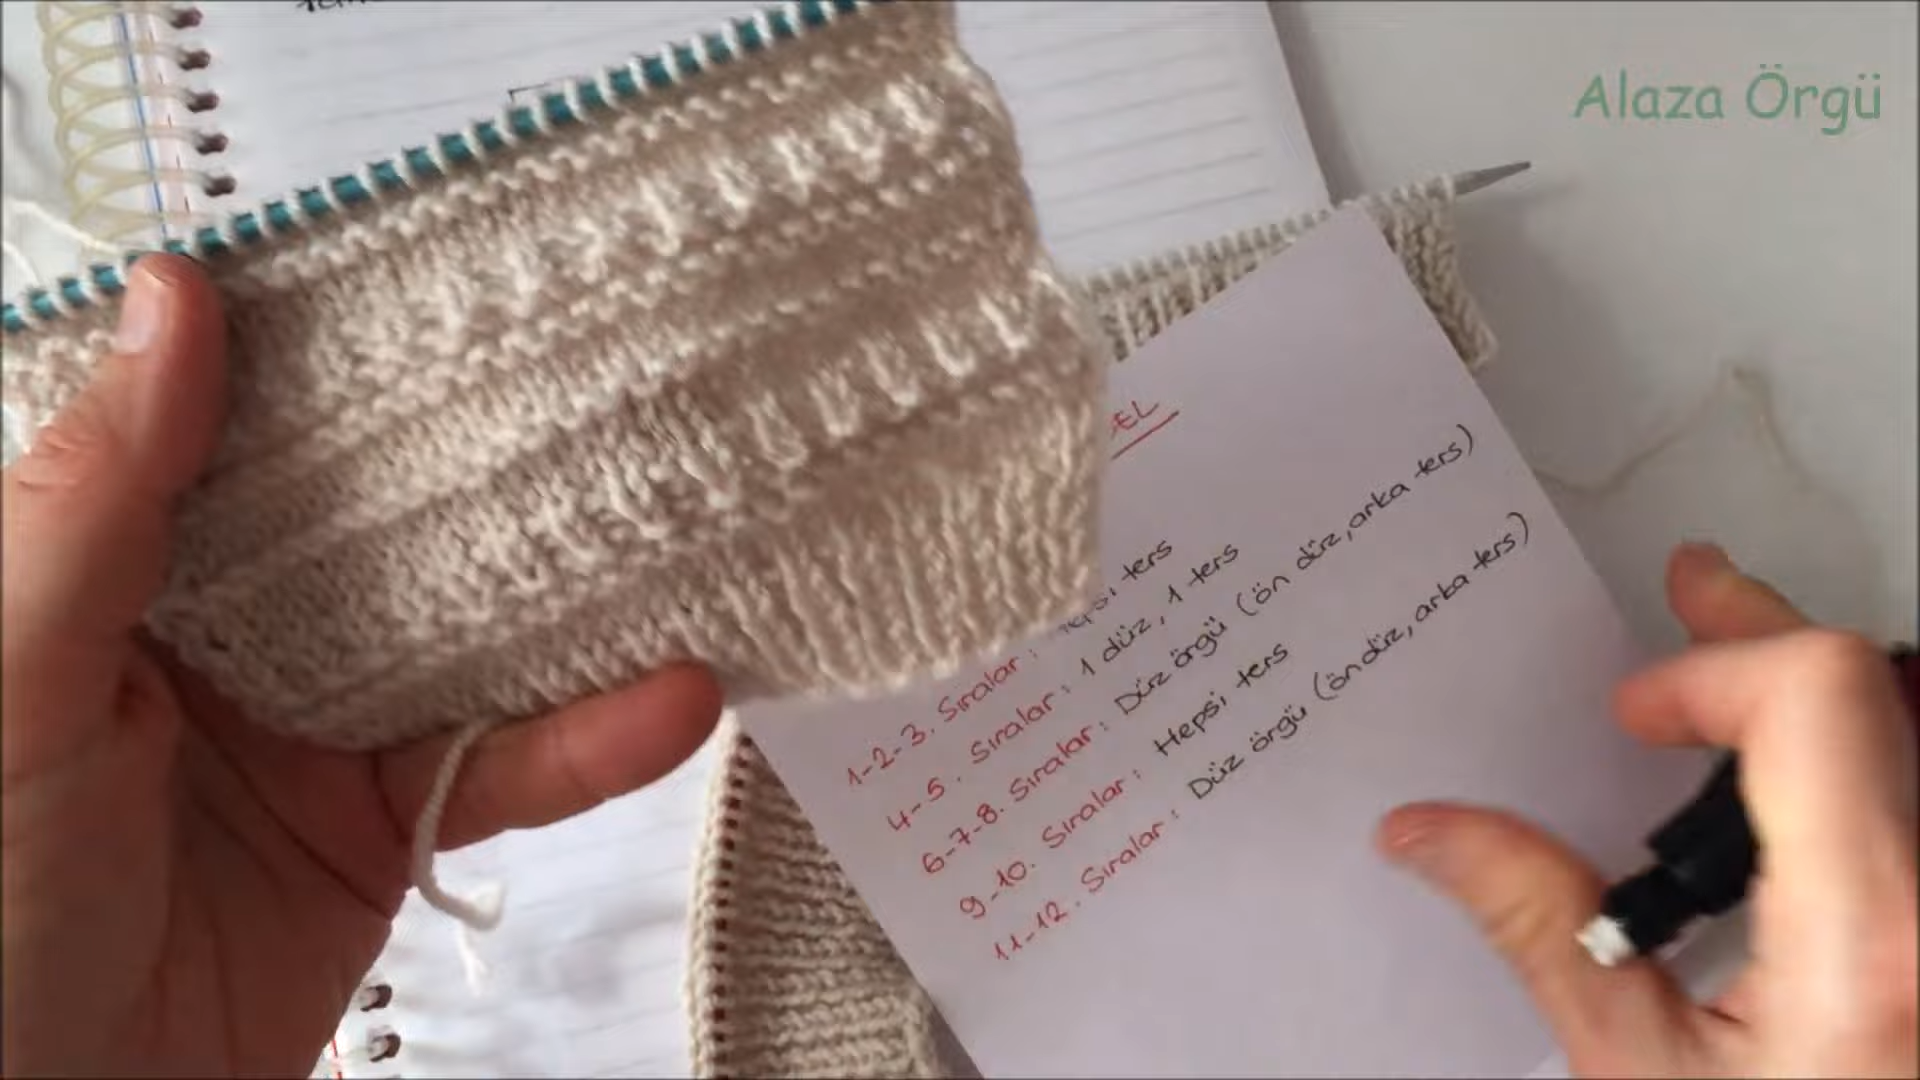 Alaza Örgü
1-2-3. Sıralar: ters
4-5. Sıralar: 1 düz, 1 ters
6-7-8. Sıralar: Düz örgü (ön düz, arka ters)
9-10. Sıralar: Hepsi ters
11-12. Sıralar: Düz örgü (ön düz, arka ters)